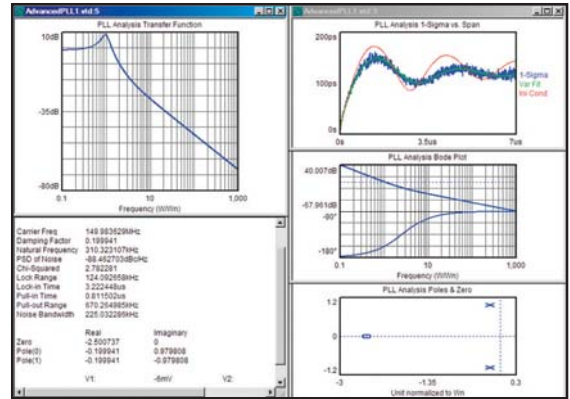 AdvancedPLL1.vtd:5
PLL Analysis Transfer Function
10dB
-35dB
-80dB
0.1
10
1,000
Frequency (W/Wn)
Carrier Freq 149.983629MHz
Damping Factor 0.199941
Natural Frequency 310.323107kHz
PSD of Noise -88.462703dBc/Hz
Chi-Squared 2.782281
Lock Range 124.092658kHz
Lock-in Time 3.222448us
Pull-in Time 0.811502us
Pull-out Range 670.264985kHz
Noise Bandwidth 225.032286kHz
Real Imaginary
Zero -2.500737 0
Pole(0) -0.199941 0.979808
Pole(1) -0.199941 -0.979808
V1: -6mV V2:
AdvancedPLL1.vtd:5
PLL Analysis 1-Sigma vs. Span
200ps
100ps
0s
0s
3.5us
7us
1-Sigma
Var Fit
Ini Cond
PLL Analysis Bode Plot
40.007dB
-67.961dB
-90°
-180°
0.1
10
1,000
Frequency (W/Wn)
PLL Analysis Poles & Zero
1.2
0
-1.2
-3
-1.35
0.3
Unit normalized to Wn